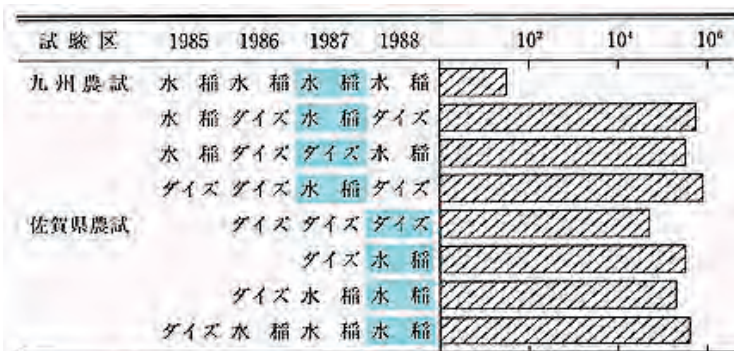 試験区 1985 1986 1987 1988 10² 10⁴ 10⁶
九州農試 水稲 水稲 水稲 水稲
水稲 ダイズ 水稲 ダイズ
水稲 ダイズ ダイズ 水稲
ダイズ ダイズ 水稲 ダイズ
佐賀県農試 ダイズ ダイズ ダイズ
ダイズ 水稲
ダイズ 水稲 水稲
ダイズ 水稲 水稲 水稲